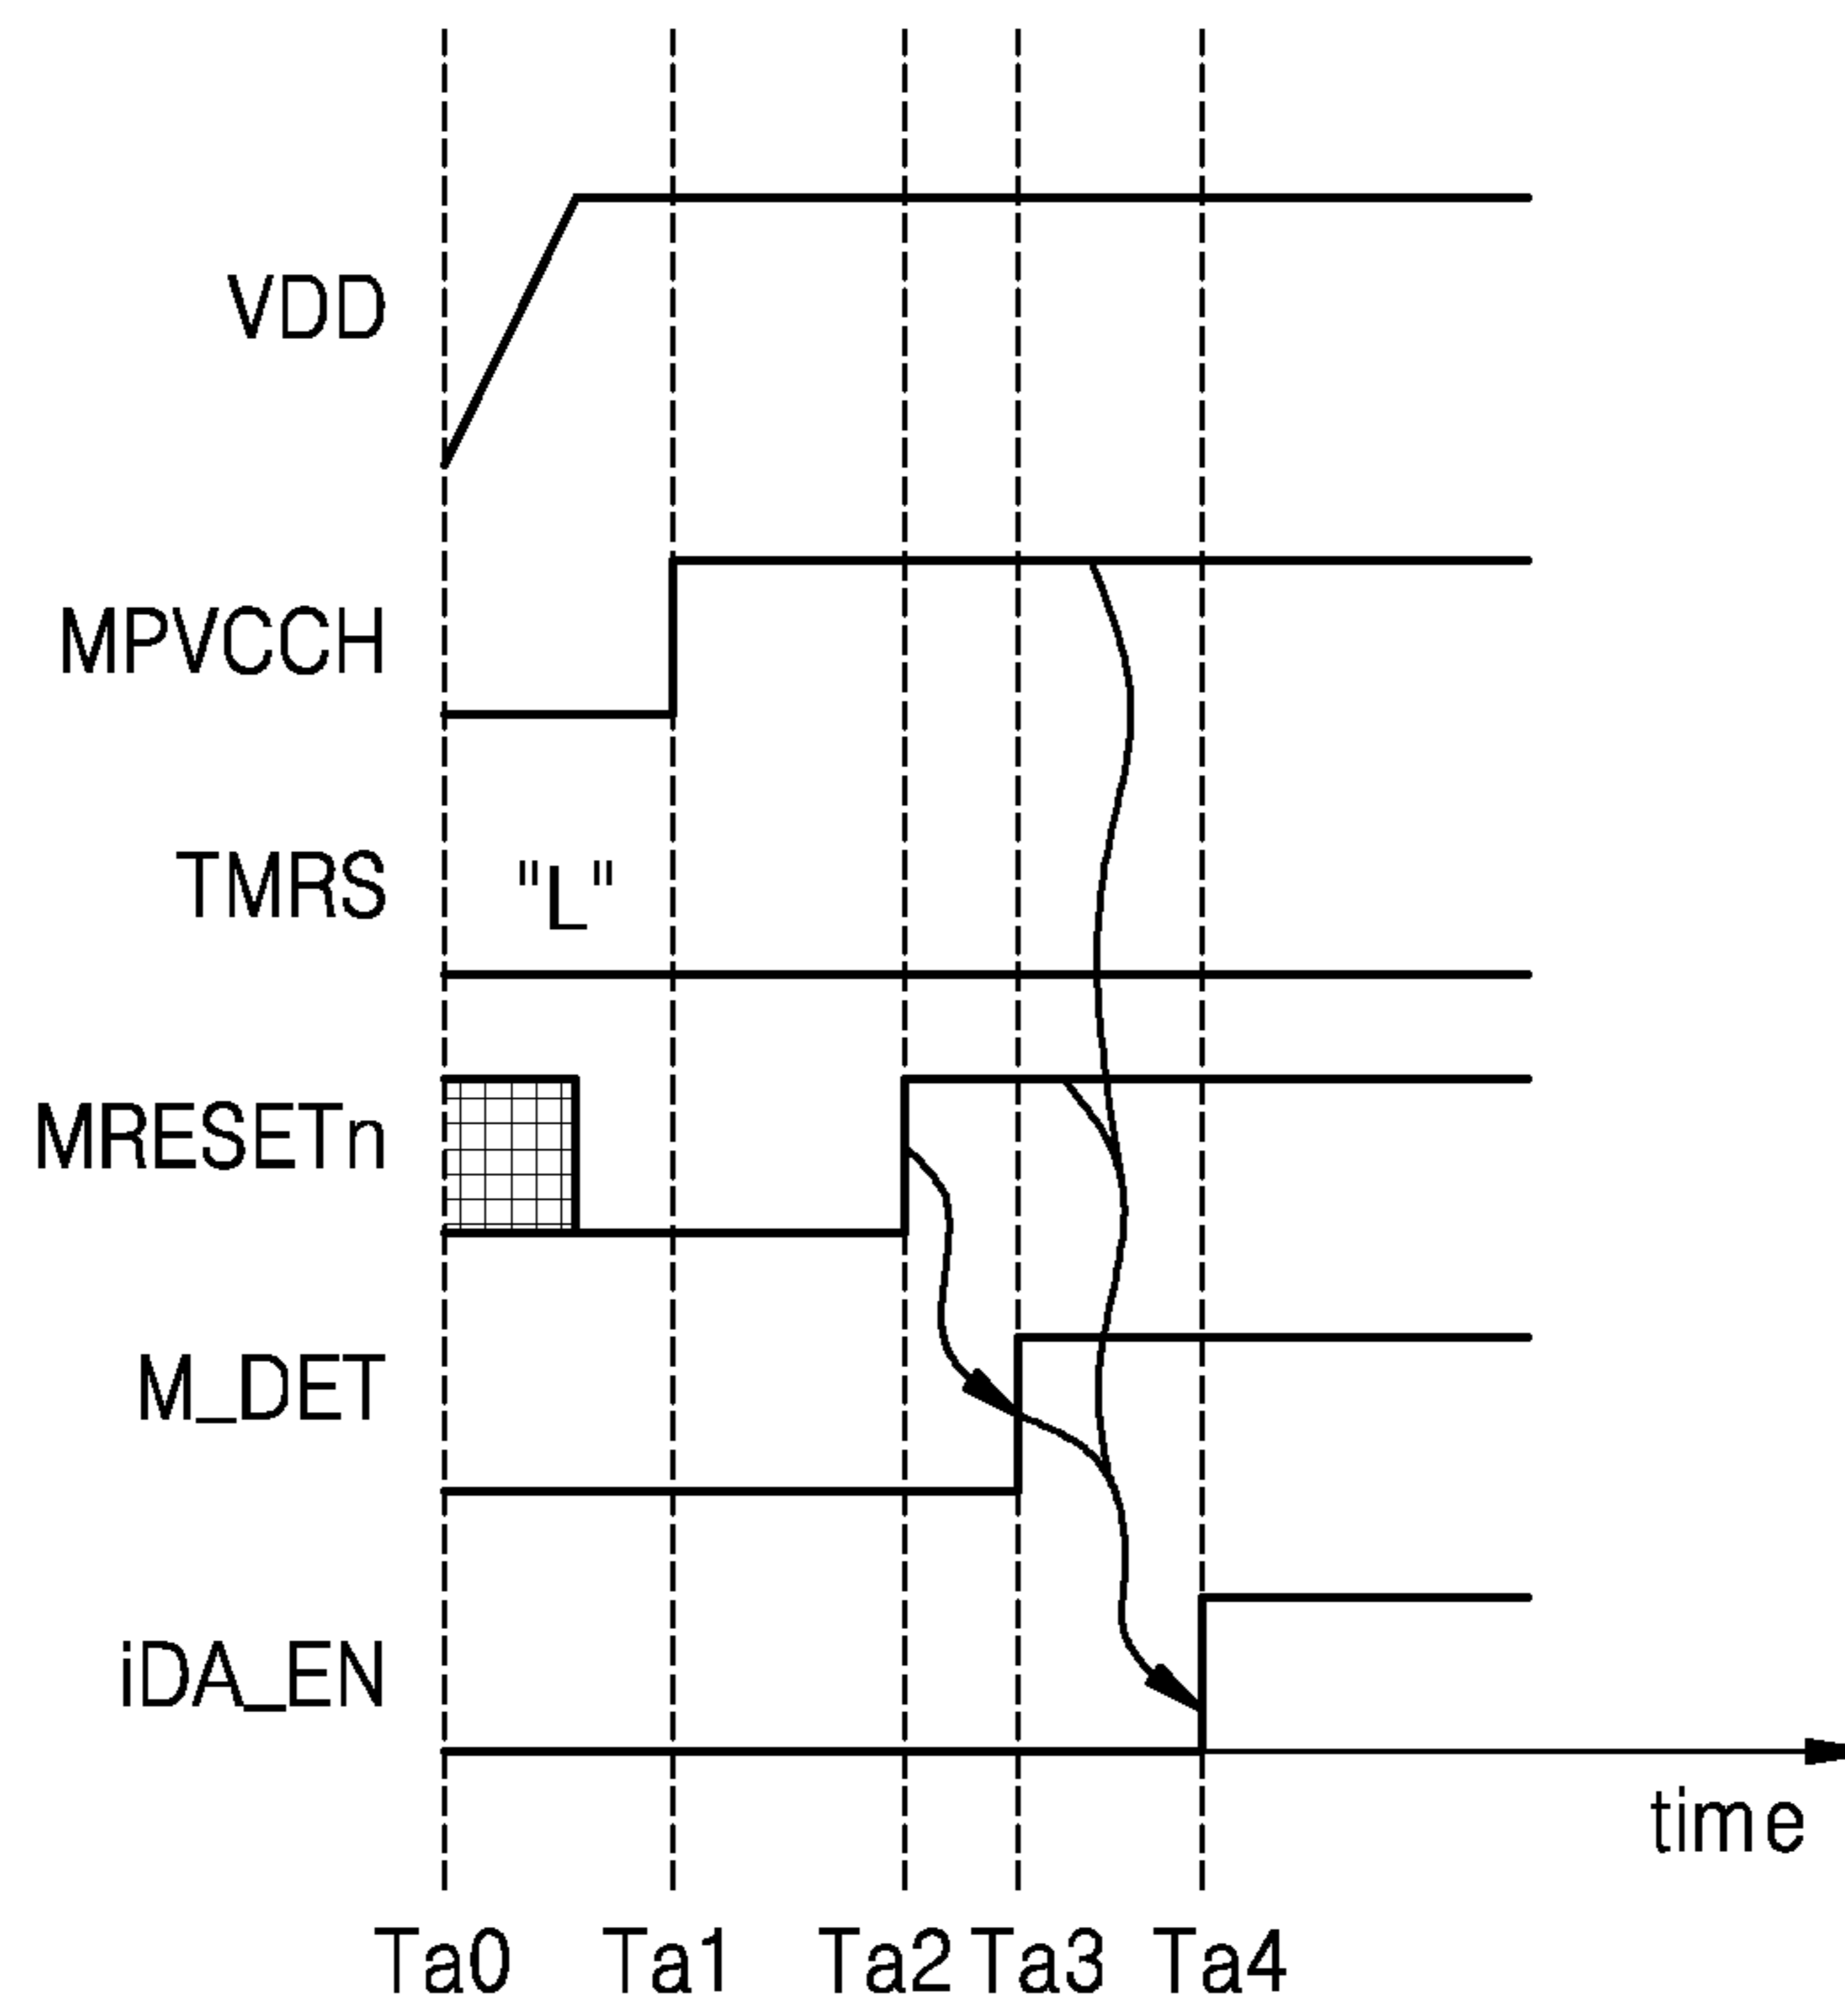 VDD
MPVCCH
TMRS "L"
MRESETn
M_DET
iDA_EN
time
Ta0 Ta1 Ta2 Ta3 Ta4